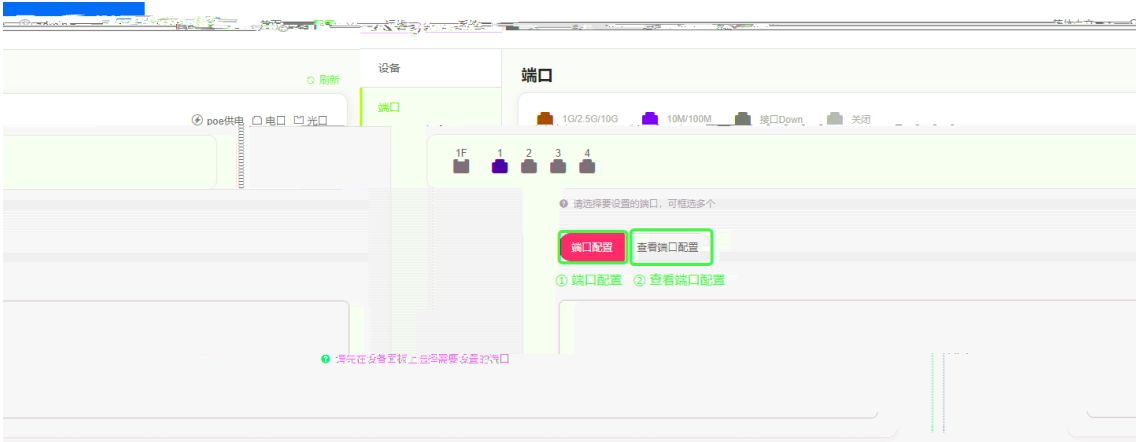 设备
端口
刷新
端口
poe供电 电口 光口
1G/2.5G/10G 10M/100M 接口Down 关闭
1F 1 2 3 4
请选择要设置的端口，可框选多个
端口配置 查看端口配置
① 端口配置 ② 查看端口配置
请先在设备面板上选择需要设置的端口